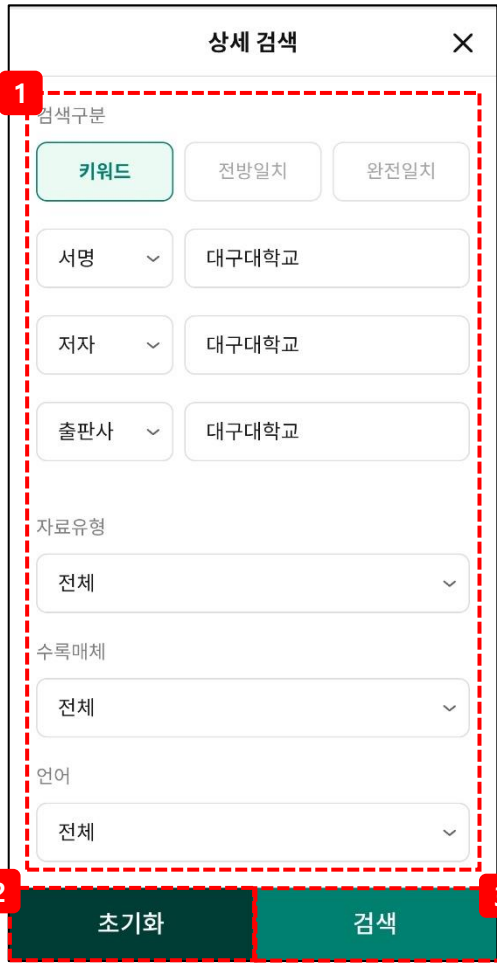 상세 검색
1
검색구분
키워드 전방일치 완전일치
서명 대구대학교
저자 대구대학교
출판사 대구대학교
자료유형
전체
수록매체
전체
언어
전체
2 3
초기화 검색